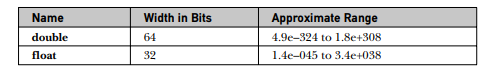 Name Width in Bits Approximate Range
double 64 4.9e–324 to 1.8e+308
float 32 1.4e–045 to 3.4e+038